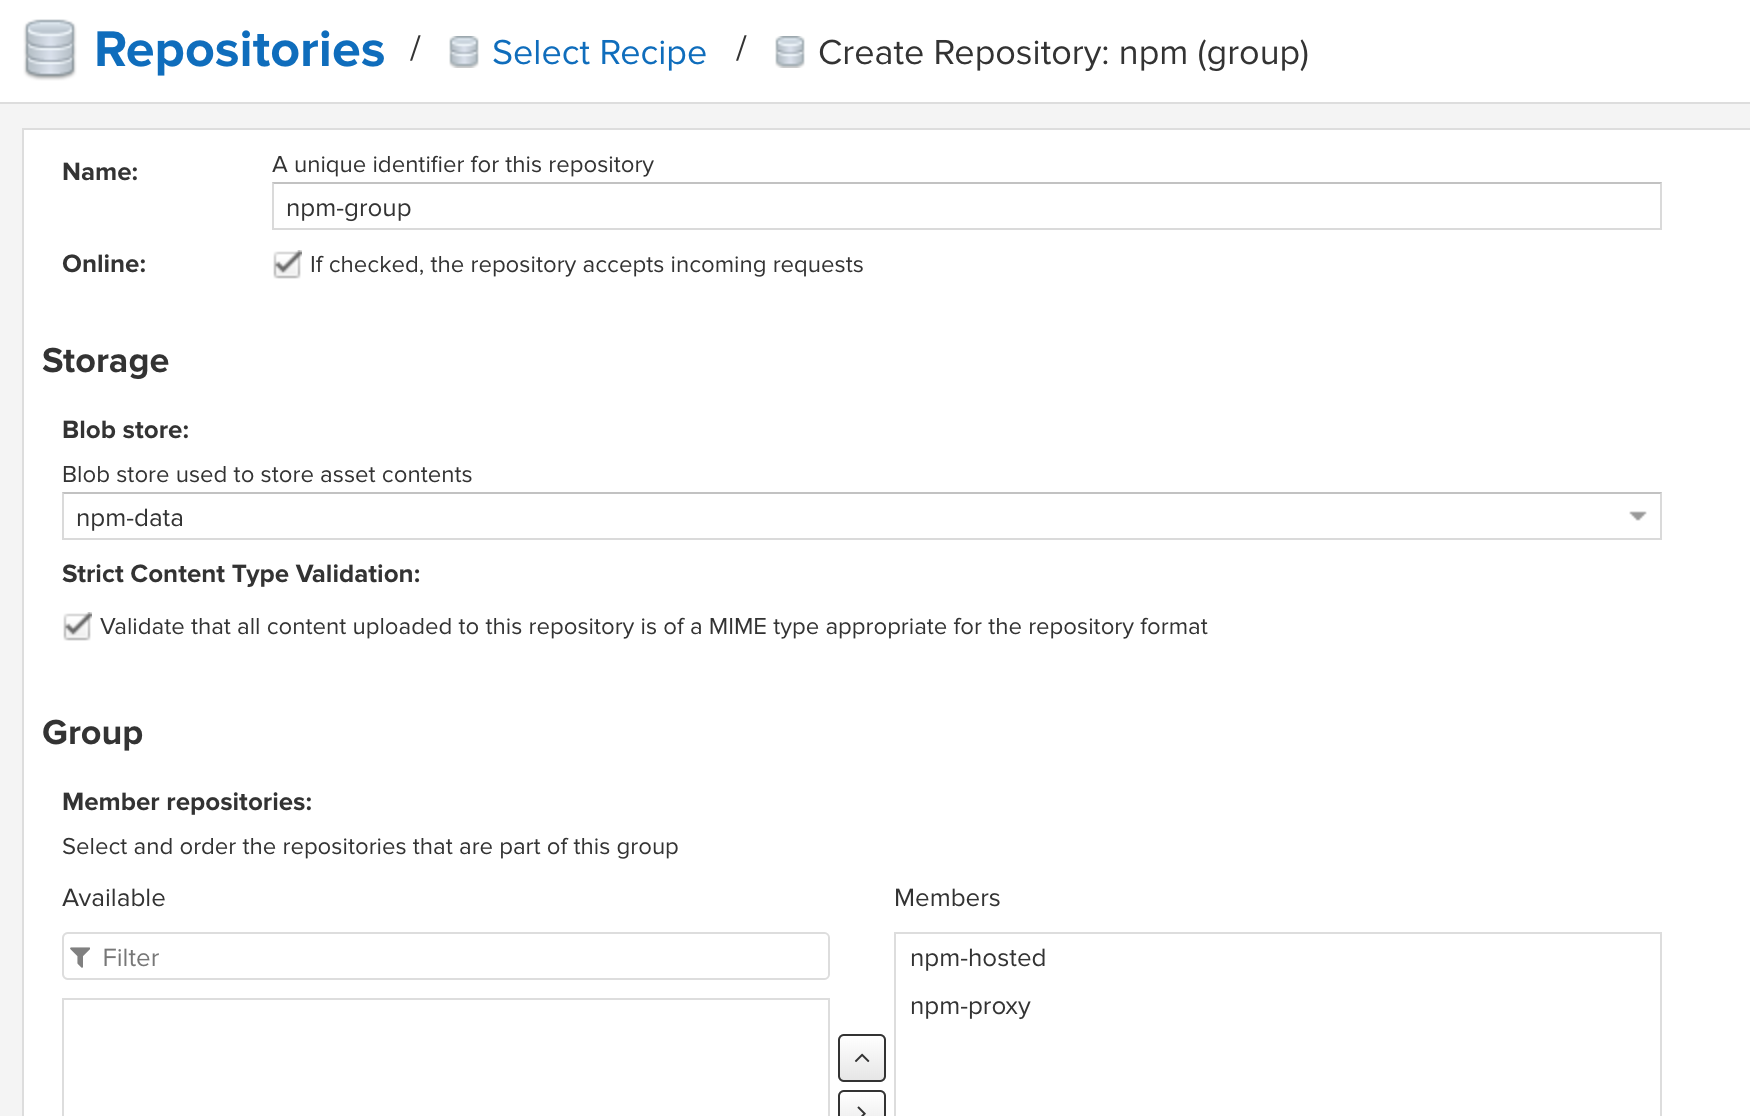 Repositories / Select Recipe / Create Repository: npm (group)
Name:
A unique identifier for this repository
npm-group
Online:
If checked, the repository accepts incoming requests
Storage
Blob store:
Blob store used to store asset contents
npm-data
Strict Content Type Validation:
Validate that all content uploaded to this repository is of a MIME type appropriate for the repository format
Group
Member repositories:
Select and order the repositories that are part of this group
Available
Filter
Members
npm-hosted
npm-proxy